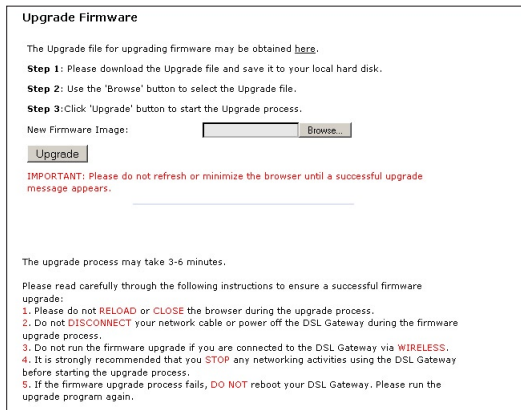 Upgrade Firmware
The Upgrade file for upgrading firmware may be obtained here.
Step 1: Please download the Upgrade file and save it to your local hard disk.
Step 2: Use the 'Browse' button to select the Upgrade file.
Step 3:Click 'Upgrade' button to start the Upgrade process.
New Firmware Image: Browse...
Upgrade
IMPORTANT: Please do not refresh or minimize the browser until a successful upgrade
message appears.
The upgrade process may take 3-6 minutes.
Please read carefully through the following instructions to ensure a successful firmware
upgrade:
1. Please do not RELOAD or CLOSE the browser during the upgrade process.
2. Do not DISCONNECT your network cable or power off the DSL Gateway during the firmware
upgrade process.
3. Do not run the firmware upgrade if you are connected to the DSL Gateway via WIRELESS.
4. It is strongly recommended that you STOP any networking activities using the DSL Gateway
before starting the upgrade process.
5. If the firmware upgrade process fails, DO NOT reboot your DSL Gateway. Please run the
upgrade program again.